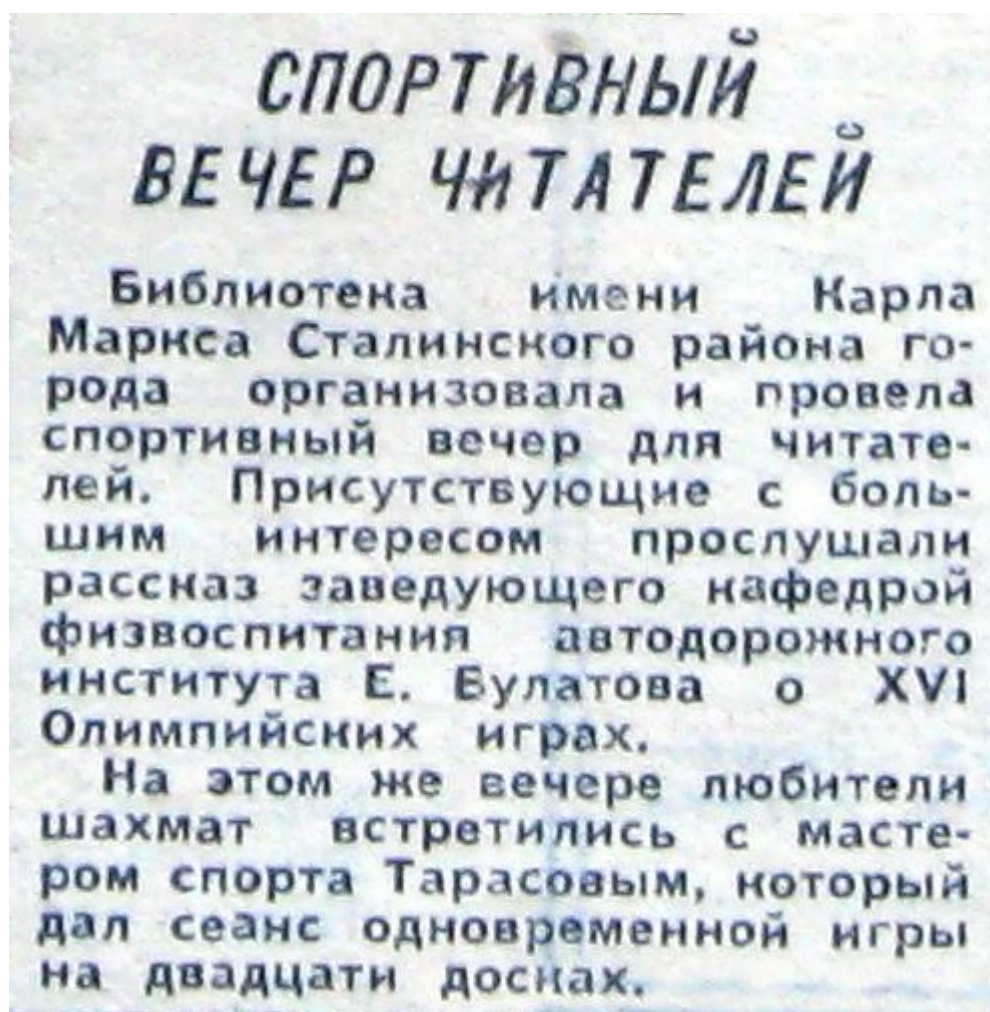 СПОРТИВНЫЙ
ВЕЧЕР ЧИТАТЕЛЕЙ
Библиотека имени Карла
Маркса Сталинского района го-
рода организовала и провела
спортивный вечер для читате-
лей. Присутствующие с боль-
шим интересом прослушали
рассказ заведующего кафедрой
физвоспитания автодорожного
института Е. Булатова о XVI
Олимпийских играх.
На этом же вечере любители
шахмат встретились с масте-
ром спорта Тарасовым, который
дал сеанс одновременной игры
на двадцати досках.